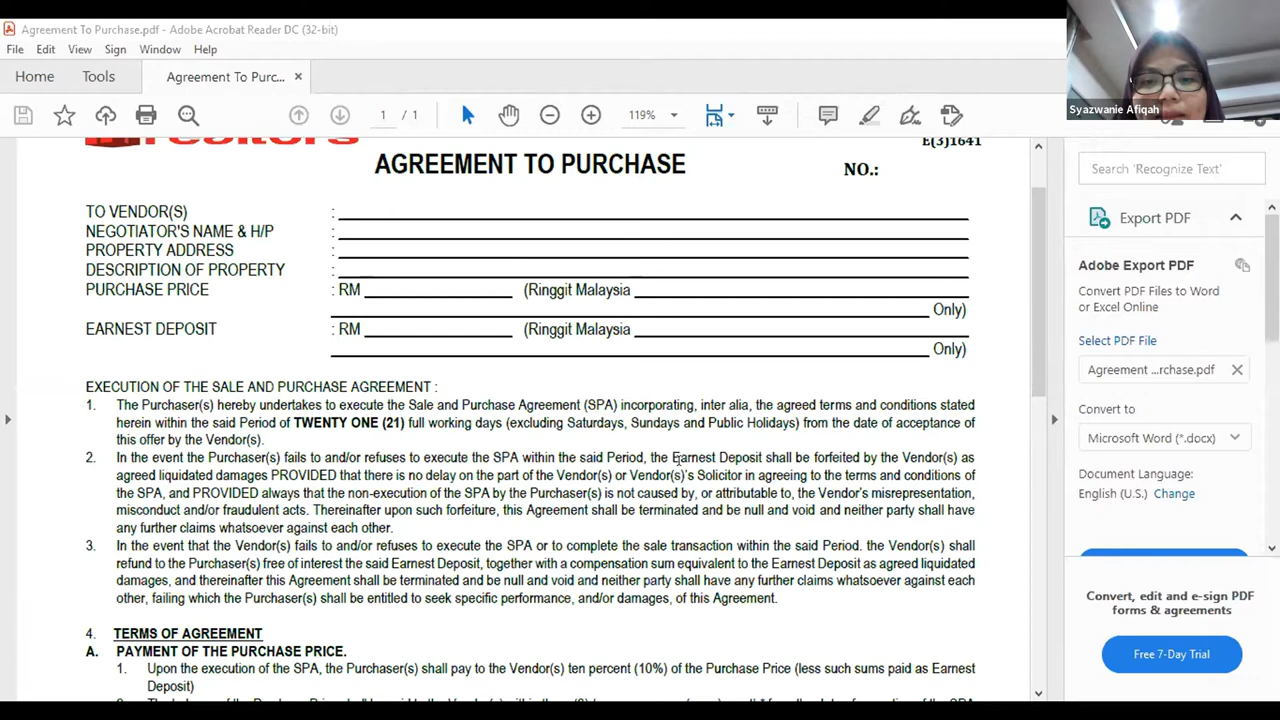 Agreement To Purchase.pdf - Adobe Acrobat Reader DC (32-bit)
File Edit View Sign Window Help
Home Tools Agreement To Purc... ×
1 / 1 119%
Syazwanie Afiqah
realtors
E(3)1641
AGREEMENT TO PURCHASE NO.:
TO VENDOR(S) :
NEGOTIATOR'S NAME & H/P :
PROPERTY ADDRESS :
DESCRIPTION OF PROPERTY :
PURCHASE PRICE : RM (Ringgit Malaysia
Only)
EARNEST DEPOSIT : RM (Ringgit Malaysia
Only)
EXECUTION OF THE SALE AND PURCHASE AGREEMENT :
1. The Purchaser(s) hereby undertakes to execute the Sale and Purchase Agreement (SPA) incorporating, inter alia, the agreed terms and conditions stated
herein within the said Period of TWENTY ONE (21) full working days (excluding Saturdays, Sundays and Public Holidays) from the date of acceptance of
this offer by the Vendor(s).
2. In the event the Purchaser(s) fails to and/or refuses to execute the SPA within the said Period, the Earnest Deposit shall be forfeited by the Vendor(s) as
agreed liquidated damages PROVIDED that there is no delay on the part of the Vendor(s) or Vendor(s)'s Solicitor in agreeing to the terms and conditions of
the SPA, and PROVIDED always that the non-execution of the SPA by the Purchaser(s) is not caused by, or attributable to, the Vendor's misrepresentation,
misconduct and/or fraudulent acts. Thereinafter upon such forfeiture, this Agreement shall be terminated and be null and void and neither party shall have
any further claims whatsoever against each other.
3. In the event that the Vendor(s) fails to and/or refuses to execute the SPA or to complete the sale transaction within the said Period. the Vendor(s) shall
refund to the Purchaser(s) free of interest the said Earnest Deposit, together with a compensation sum equivalent to the Earnest Deposit as agreed liquidated
damages, and thereinafter this Agreement shall be terminated and be null and void and neither party shall have any further claims whatsoever against each
other, failing which the Purchaser(s) shall be entitled to seek specific performance, and/or damages, of this Agreement.
4. TERMS OF AGREEMENT
A. PAYMENT OF THE PURCHASE PRICE.
1. Upon the execution of the SPA, the Purchaser(s) shall pay to the Vendor(s) ten percent (10%) of the Purchase Price (less such sums paid as Earnest
Deposit)
Search 'Recognize Text'
Export PDF
Adobe Export PDF
Convert PDF Files to Word
or Excel Online
Select PDF File
Agreement ...rchase.pdf
Convert to
Microsoft Word (*.docx)
Document Language:
English (U.S.) Change
Convert, edit and e-sign PDF
forms & agreements
Free 7-Day Trial